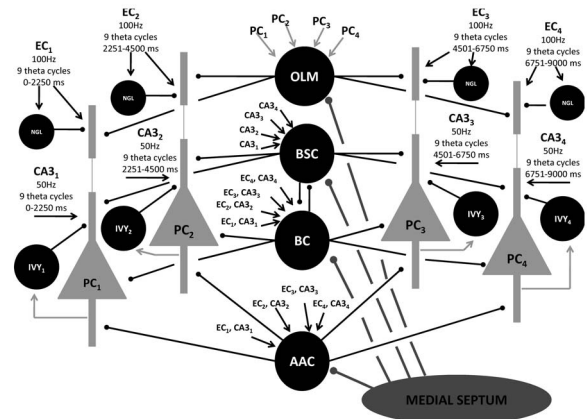 EC1
100Hz
9 theta cycles
0-2250 ms
EC2
100Hz
9 theta cycles
2251-4500 ms
PC1
PC2
PC3
PC4
EC3
100Hz
9 theta cycles
4501-6750 ms
EC4
100Hz
9 theta cycles
6751-9000 ms
NGL
NGL
OLM
NGL
NGL
CA31
50Hz
9 theta cycles
0-2250 ms
CA32
50Hz
9 theta cycles
2251-4500 ms
CA34
CA33
CA32
CA31
BSC
CA33
50Hz
9 theta cycles
4501-6750 ms
CA34
50Hz
9 theta cycles
6751-9000 ms
EC4, CA34
EC3, CA33
EC2, CA32
EC1, CA31
BC
IVY1
PC1
IVY2
PC2
PC3
IVY3
PC4
IVY4
EC3, CA33
EC2, CA32
EC4, CA34
EC1, CA31
AAC
MEDIAL SEPTUM